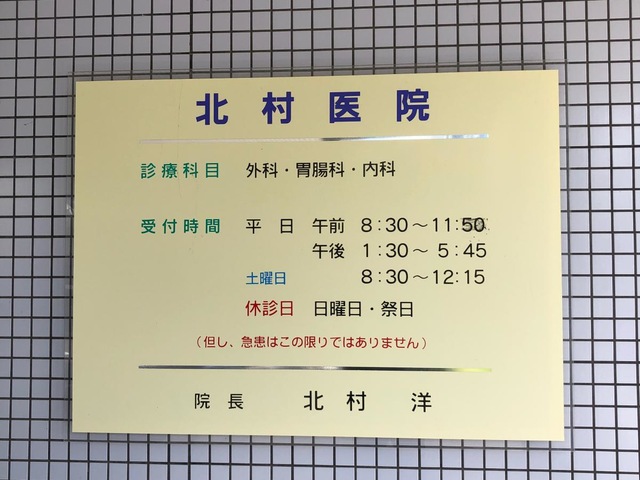 北村医院
診療科目 外科・胃腸科・内科
受付時間 平日 午前 8:30～11:50
午後 1:30～5:45
土曜日 8:30～12:15
休診日 日曜日・祭日
（但し、急患はこの限りではありません）
院長 北村 洋